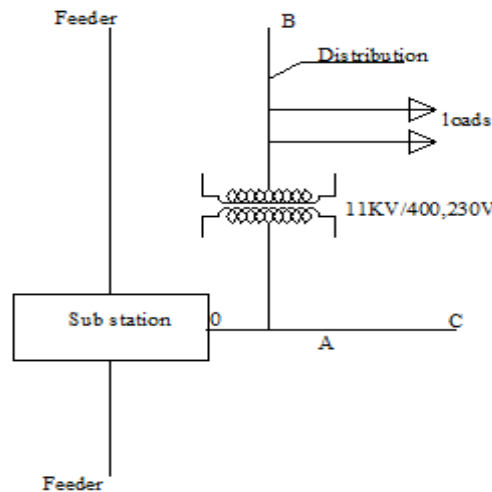 Feeder
B
Distribution
loads
11KV/400,230V
Sub station
0
A
C
Feeder